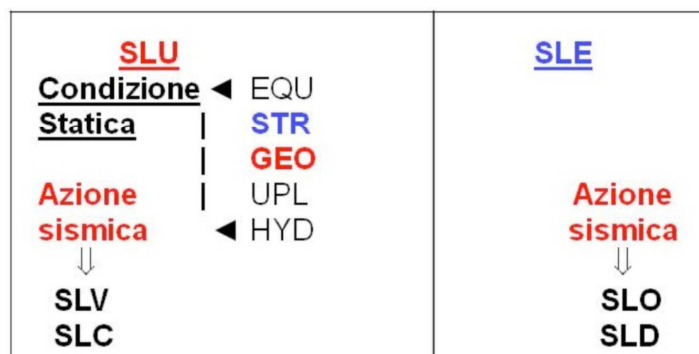 SLU
Condizione ◄ EQU
Statica | STR
| GEO
Azione | UPL
sismica ◄ HYD
⇓
SLV
SLC
SLE
Azione
sismica
⇓
SLO
SLD